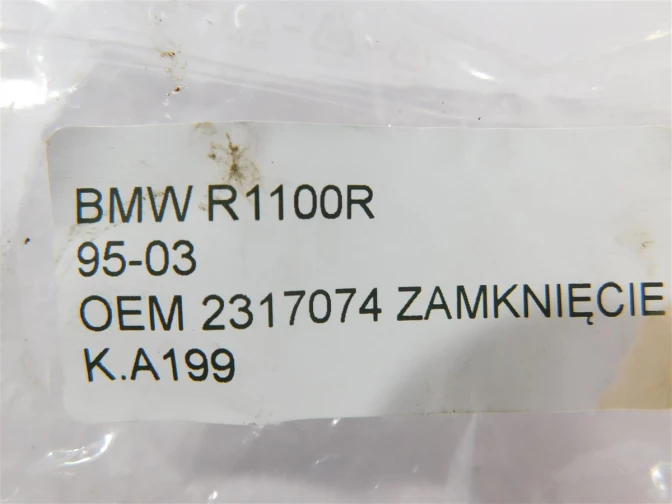 BMW R1100R
95-03
OEM 2317074 ZAMKNIĘCIE
K.A199